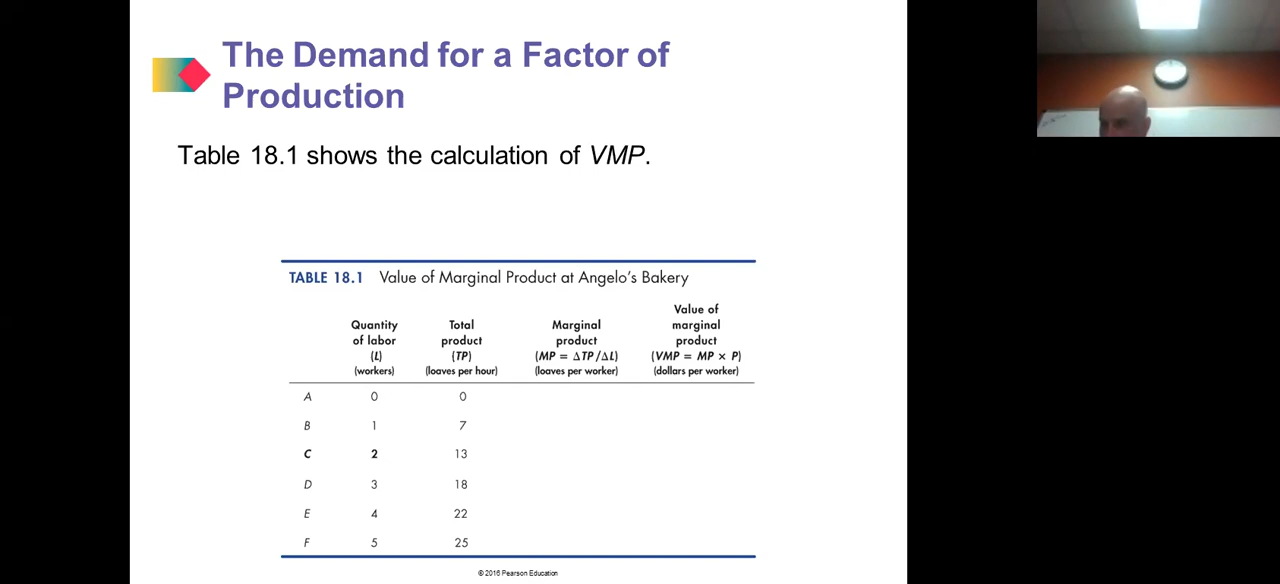 The Demand for a Factor of
Production
Table 18.1 shows the calculation of VMP.
TABLE 18.1 Value of Marginal Product at Angelo's Bakery
Quantity of labor (L) (workers)
Total product (TP) (loaves per hour)
Marginal product (MP = ΔTP/ΔL) (loaves per worker)
Value of marginal product (VMP = MP × P) (dollars per worker)
A 0 0
B 1 7
C 2 13
D 3 18
E 4 22
F 5 25
© 2016 Pearson Education